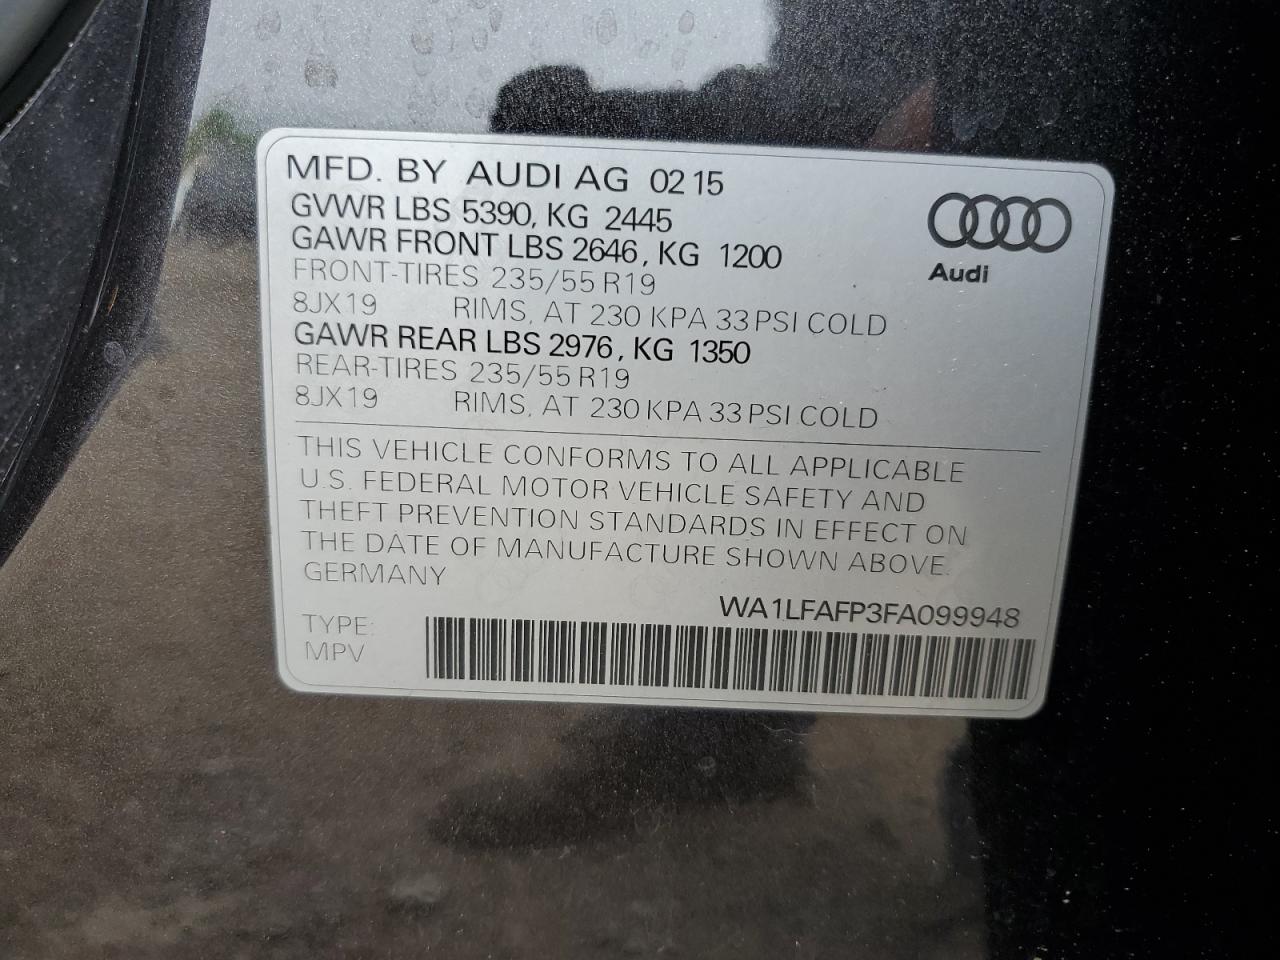 MFD. BY AUDI AG 02 15
GVWR LBS 5390, KG 2445
GAWR FRONT LBS 2646, KG 1200
FRONT-TIRES 235/55 R19
8JX19 RIMS, AT 230 KPA 33 PSI COLD
GAWR REAR LBS 2976, KG 1350
REAR-TIRES 235/55 R19
8JX19 RIMS, AT 230 KPA 33 PSI COLD
Audi
THIS VEHICLE CONFORMS TO ALL APPLICABLE
U.S. FEDERAL MOTOR VEHICLE SAFETY AND
THEFT PREVENTION STANDARDS IN EFFECT ON
THE DATE OF MANUFACTURE SHOWN ABOVE.
GERMANY
WA1LFAFP3FA099948
TYPE:
MPV